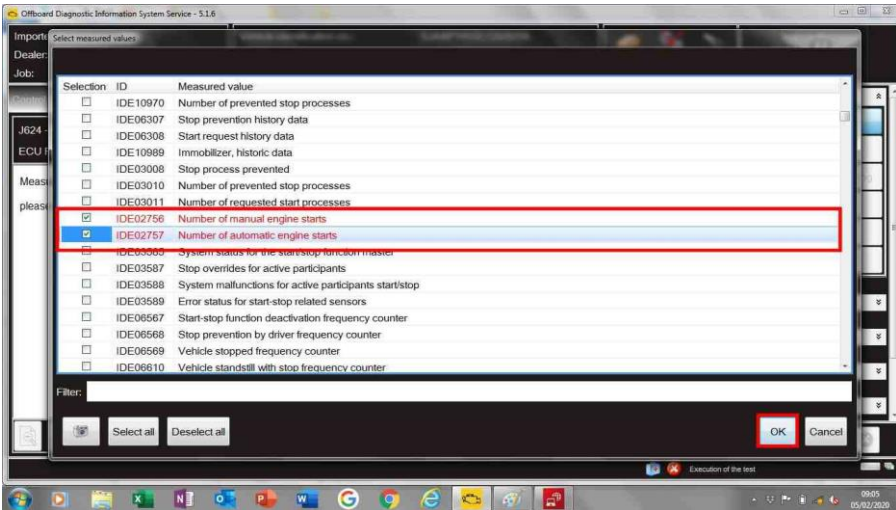 Offboard Diagnostic Information System Service - 5.1.6
Importe
Select measured values
Dealer:
Job:
Selection ID Measured value
IDE10970 Number of prevented stop processes
IDE06307 Stop prevention history data
J624 -
IDE06308 Start request history data
ECU
IDE10989 Immobilizer, historic data
IDE03008 Stop process prevented
Meas
IDE03010 Number of prevented stop processes
please
IDE03011 Number of requested start processes
IDE02756 Number of manual engine starts
IDE02757 Number of automatic engine starts
IDE03585 System status for the start/stop function master
IDE03587 Stop overrides for active participants
IDE03588 System malfunctions for active participants start/stop
IDE03589 Error status for start-stop related sensors
IDE06567 Start-stop function deactivation frequency counter
IDE06568 Stop prevention by driver frequency counter
IDE06569 Vehicle stopped frequency counter
IDE06610 Vehicle standstill with stop frequency counter
Filter:
Select all Deselect all OK Cancel
Execution of the test
09:05
05/02/2020